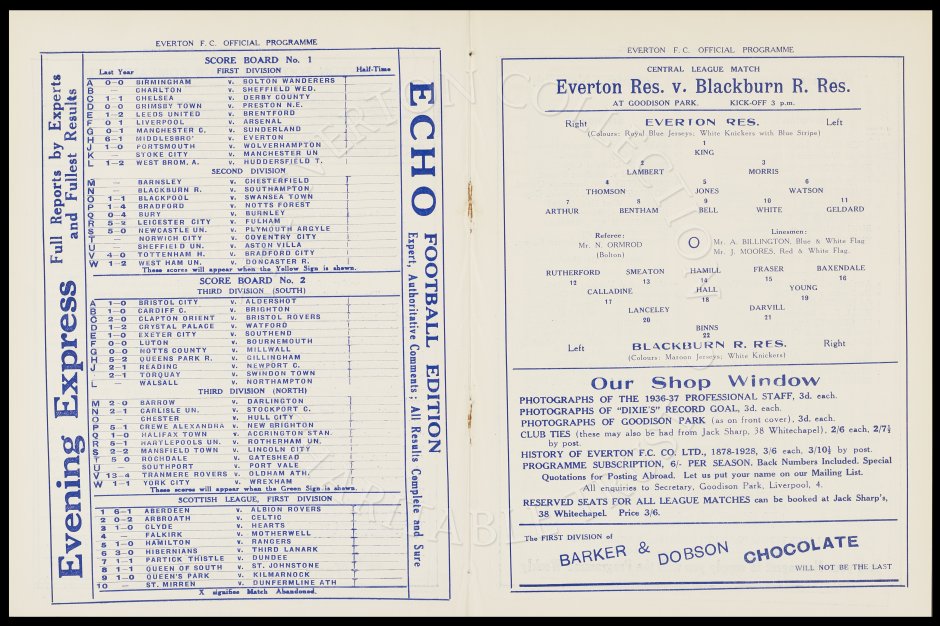 EVERTON F. C. OFFICIAL PROGRAMME
Evening Express
Full Reports by Experts
and Fullest Results
SCORE BOARD No. 1
Last Year FIRST DIVISION Half-Time
A 0-0 BIRMINGHAM v. BOLTON WANDERERS
B — CHARLTON v. SHEFFIELD WED.
C 1-1 CHELSEA v. DERBY COUNTY
D 0-0 GRIMSBY TOWN v. PRESTON N.E.
E 1-2 LEEDS UNITED v. BRENTFORD
F 0 1 LIVERPOOL v. ARSENAL
G 0-1 MANCHESTER C. v. SUNDERLAND
H 6-1 MIDDLESBRO' v. EVERTON
J 1-0 PORTSMOUTH v. WOLVERHAMPTON
K — STOKE CITY v. MANCHESTER UN
L 1-2 WEST BROM. A. v. HUDDERSFIELD T.
SECOND DIVISION
M — BARNSLEY v. CHESTERFIELD
N — BLACKBURN R. v. SOUTHAMPTON
O 1-1 BLACKPOOL v. SWANSEA TOWN
P 1-4 BRADFORD v. NOTTS FOREST
Q 0-4 BURY v. BURNLEY
R 5-2 LEICESTER CITY v. FULHAM
S 5-0 NEWCASTLE UN. v. PLYMOUTH ARGYLE
T — NORWICH CITY v. COVENTRY CITY
U — SHEFFIELD UN. v. ASTON VILLA
V 4-0 TOTTENHAM H. v. BRADFORD CITY
W 1-2 WEST HAM UN. v. DONCASTER R.
These scores will appear when the Yellow Sign is shewn.
SCORE BOARD No. 2
THIRD DIVISION (SOUTH)
A 1-0 BRISTOL CITY v. ALDERSHOT
B 1-0 CARDIFF C. v. BRIGHTON
C 2-0 CLAPTON ORIENT v. BRISTOL ROVERS
D 1-2 CRYSTAL PALACE v. WATFORD
E 1-0 EXETER CITY v. SOUTHEND
F 0-0 LUTON v. BOURNEMOUTH
G 0-0 NOTTS COUNTY v. MILLWALL
H 5-2 QUEENS PARK R. v. GILLINGHAM
J 2-1 READING v. NEWPORT C.
2-1 TORQUAY v. SWINDON TOWN
L — WALSALL v. NORTHAMPTON
THIRD DIVISION (NORTH)
M 2-0 BARROW v. DARLINGTON
N 2-1 CARLISLE UN. v. STOCKPORT C.
O CHESTER v. HULL CITY
P 5-1 CREWE ALEXANDRA v. NEW BRIGHTON
Q 1-0 HALIFAX TOWN v. ACCRINGTON STAN.
R 5-1 HARTLEPOOLS UN. v. ROTHERHAM UN.
S 2-2 MANSFIELD TOWN v. LINCOLN CITY
T 5 0 ROCHDALE v. GATESHEAD
U — SOUTHPORT v. PORT VALE
V 13-4 TRANMERE ROVERS v. OLDHAM ATH.
W 1-1 YORK CITY v. WREXHAM
These scores will appear when the Green Sign is shewn.
SCOTTISH LEAGUE, FIRST DIVISION
1 6-1 ABERDEEN v. ALBION ROVERS
2 0-2 ARBROATH v. CELTIC
3 1-0 CLYDE v. HEARTS
4 FALKIRK v. MOTHERWELL
5 1-0 HAMILTON v. RANGERS
6 3-0 HIBERNIANS v. THIRD LANARK
7 1-1 PARTICK THISTLE v. DUNDEE
8 1-1 QUEEN OF SOUTH v. ST. JOHNSTONE
9 1-0 QUEEN'S PARK v. KILMARNOCK
10 — ST. MIRREN v. DUNFERMLINE ATH
X signifies Match Abandoned.
ECHO FOOTBALL EDITION
Expert, Authoritative Comments; All Results Complete and Sure
EVERTON F. C. OFFICIAL PROGRAMME
CENTRAL LEAGUE MATCH
Everton Res. v. Blackburn R. Res.
AT GOODISON PARK. KICK-OFF 3 p.m.
Right EVERTON RES. Left
(Colours: Royal Blue Jerseys; White Knickers with Blue Stripe)
1
KING
2 3
LAMBERT MORRIS
4 5 6
THOMSON JONES WATSON
7 8 9 10 11
ARTHUR BENTHAM BELL WHITE GELDARD
Referee: Linesmen:
Mr. N. ORMROD Mr. A. BILLINGTON, Blue & White Flag
(Bolton) Mr. J. MOORES, Red & White Flag.
RUTHERFORD SMEATON HAMILL FRASER BAXENDALE
12 13 14 15 16
CALLADINE HALL YOUNG
17 18 19
LANCELEY DARVILL
20 21
BINNS
22
Left BLACKBURN R. RES. Right
(Colours: Maroon Jerseys; White Knickers)
Our Shop Window
PHOTOGRAPHS OF THE 1936-37 PROFESSIONAL STAFF, 3d. each.
PHOTOGRAPHS OF "DIXIE'S" RECORD GOAL, 3d. each.
PHOTOGRAPHS OF GOODISON PARK (as on front cover), 3d. each.
CLUB TIES (these may also be had from Jack Sharp, 38 Whitechapel), 2/6 each, 2/7½
by post.
HISTORY OF EVERTON F.C. CO. LTD., 1878-1928, 3/6 each, 3/10½ by post.
PROGRAMME SUBSCRIPTION, 6/- PER SEASON. Back Numbers Included. Special
Quotations for Posting Abroad. Let us put your name on our Mailing List.
All enquiries to Secretary, Goodison Park, Liverpool, 4.
RESERVED SEATS FOR ALL LEAGUE MATCHES can be booked at Jack Sharp's,
38 Whitechapel. Price 3/6.
The FIRST DIVISION of
BARKER & DOBSON CHOCOLATE
WILL NOT BE THE LAST